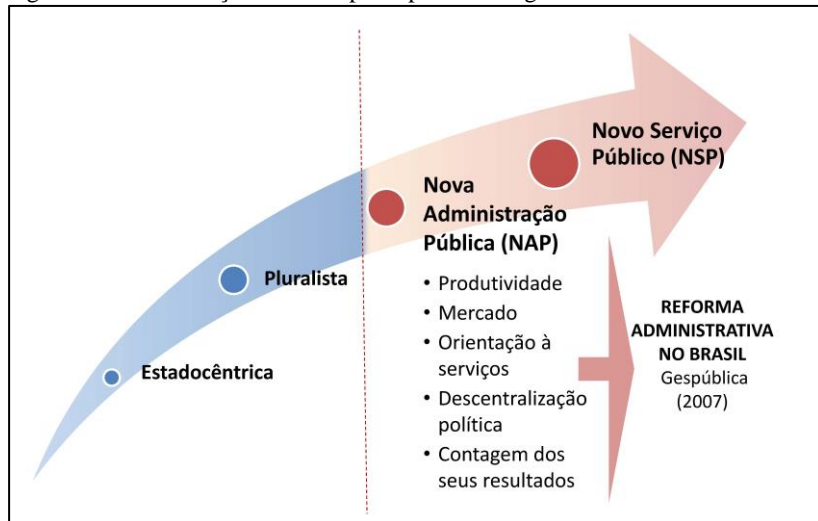 Novo Serviço
Público (NSP)
Nova
Administração
Pública (NAP)
Pluralista
Estadocêntrica
• Produtividade
• Mercado
• Orientação à
serviços
• Descentralização
política
• Contagem dos
seus resultados
REFORMA
ADMINISTRATIVA
NO BRASIL
Gespública
(2007)